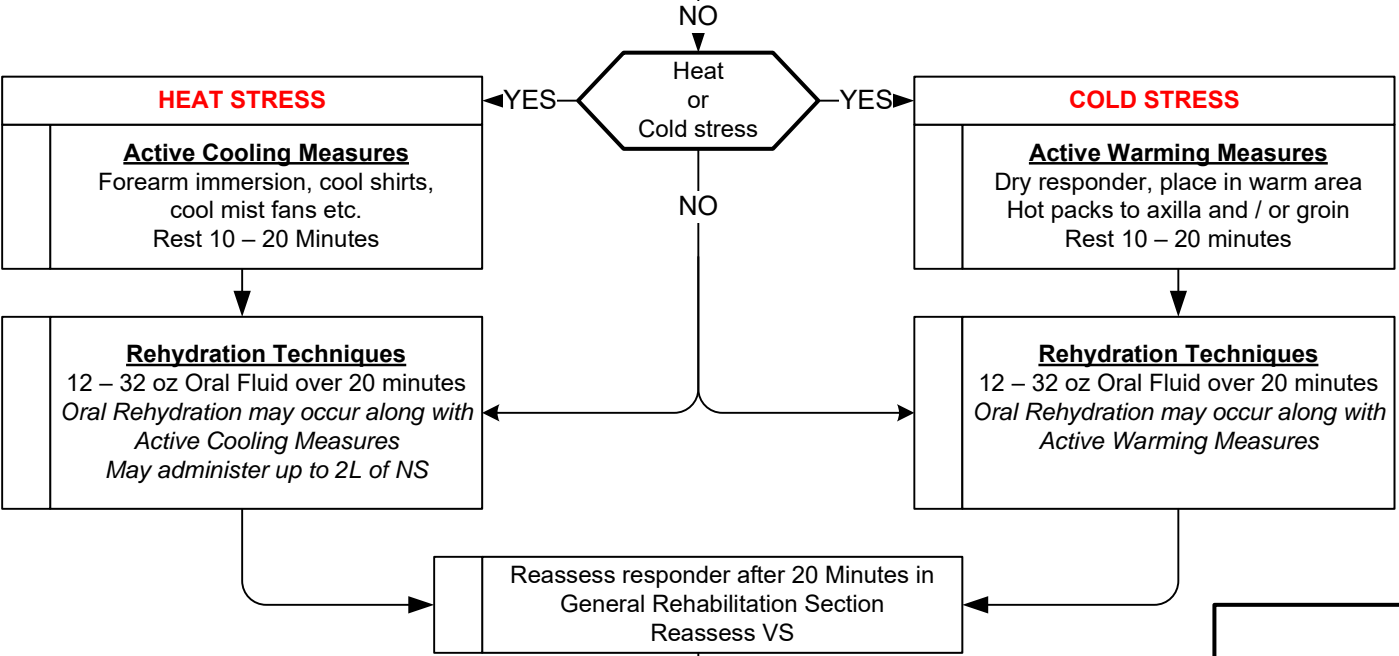 NO
Heat
or
Cold stress
YES
YES
HEAT STRESS
Active Cooling Measures
Forearm immersion, cool shirts,
cool mist fans etc.
Rest 10 – 20 Minutes
COLD STRESS
Active Warming Measures
Dry responder, place in warm area
Hot packs to axilla and / or groin
Rest 10 – 20 minutes
NO
Rehydration Techniques
12 – 32 oz Oral Fluid over 20 minutes
Oral Rehydration may occur along with
Active Cooling Measures
May administer up to 2L of NS
Rehydration Techniques
12 – 32 oz Oral Fluid over 20 minutes
Oral Rehydration may occur along with
Active Warming Measures
Reassess responder after 20 Minutes in
General Rehabilitation Section
Reassess VS